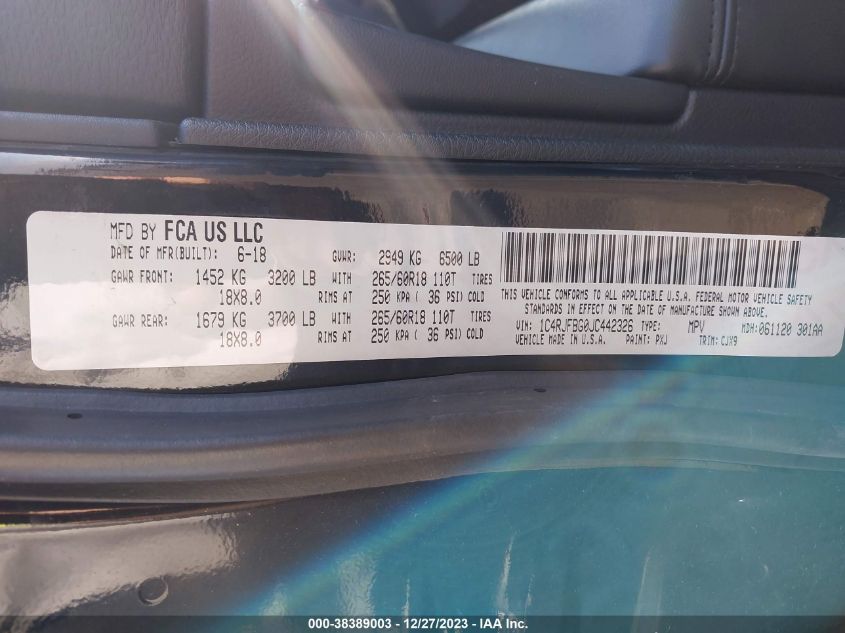 MFD BY FCA US LLC
DATE OF MFR(BUILT): 6-18 GVWR: 2949 KG 6500 LB
GAWR FRONT: 1452 KG 3200 LB WITH 265/60R18 110T TIRES
18X8.0 RIMS AT 250 KPA ( 36 PSI) COLD
GAWR REAR: 1679 KG 3700 LB WITH 265/60R18 110T TIRES
18X8.0 RIMS AT 250 KPA ( 36 PSI) COLD
THIS VEHICLE CONFORMS TO ALL APPLICABLE U.S.A. FEDERAL MOTOR VEHICLE SAFETY
STANDARDS IN EFFECT ON THE DATE OF MANUFACTURE SHOWN ABOVE.
VIN: 1C4RJFBG0JC442326 TYPE: MPV MDH: 061120 301AA
VEHICLE MADE IN U.S.A. PAINT: PXJ TRIM: CJX9
000-38389003 - 12/27/2023 - IAA Inc.